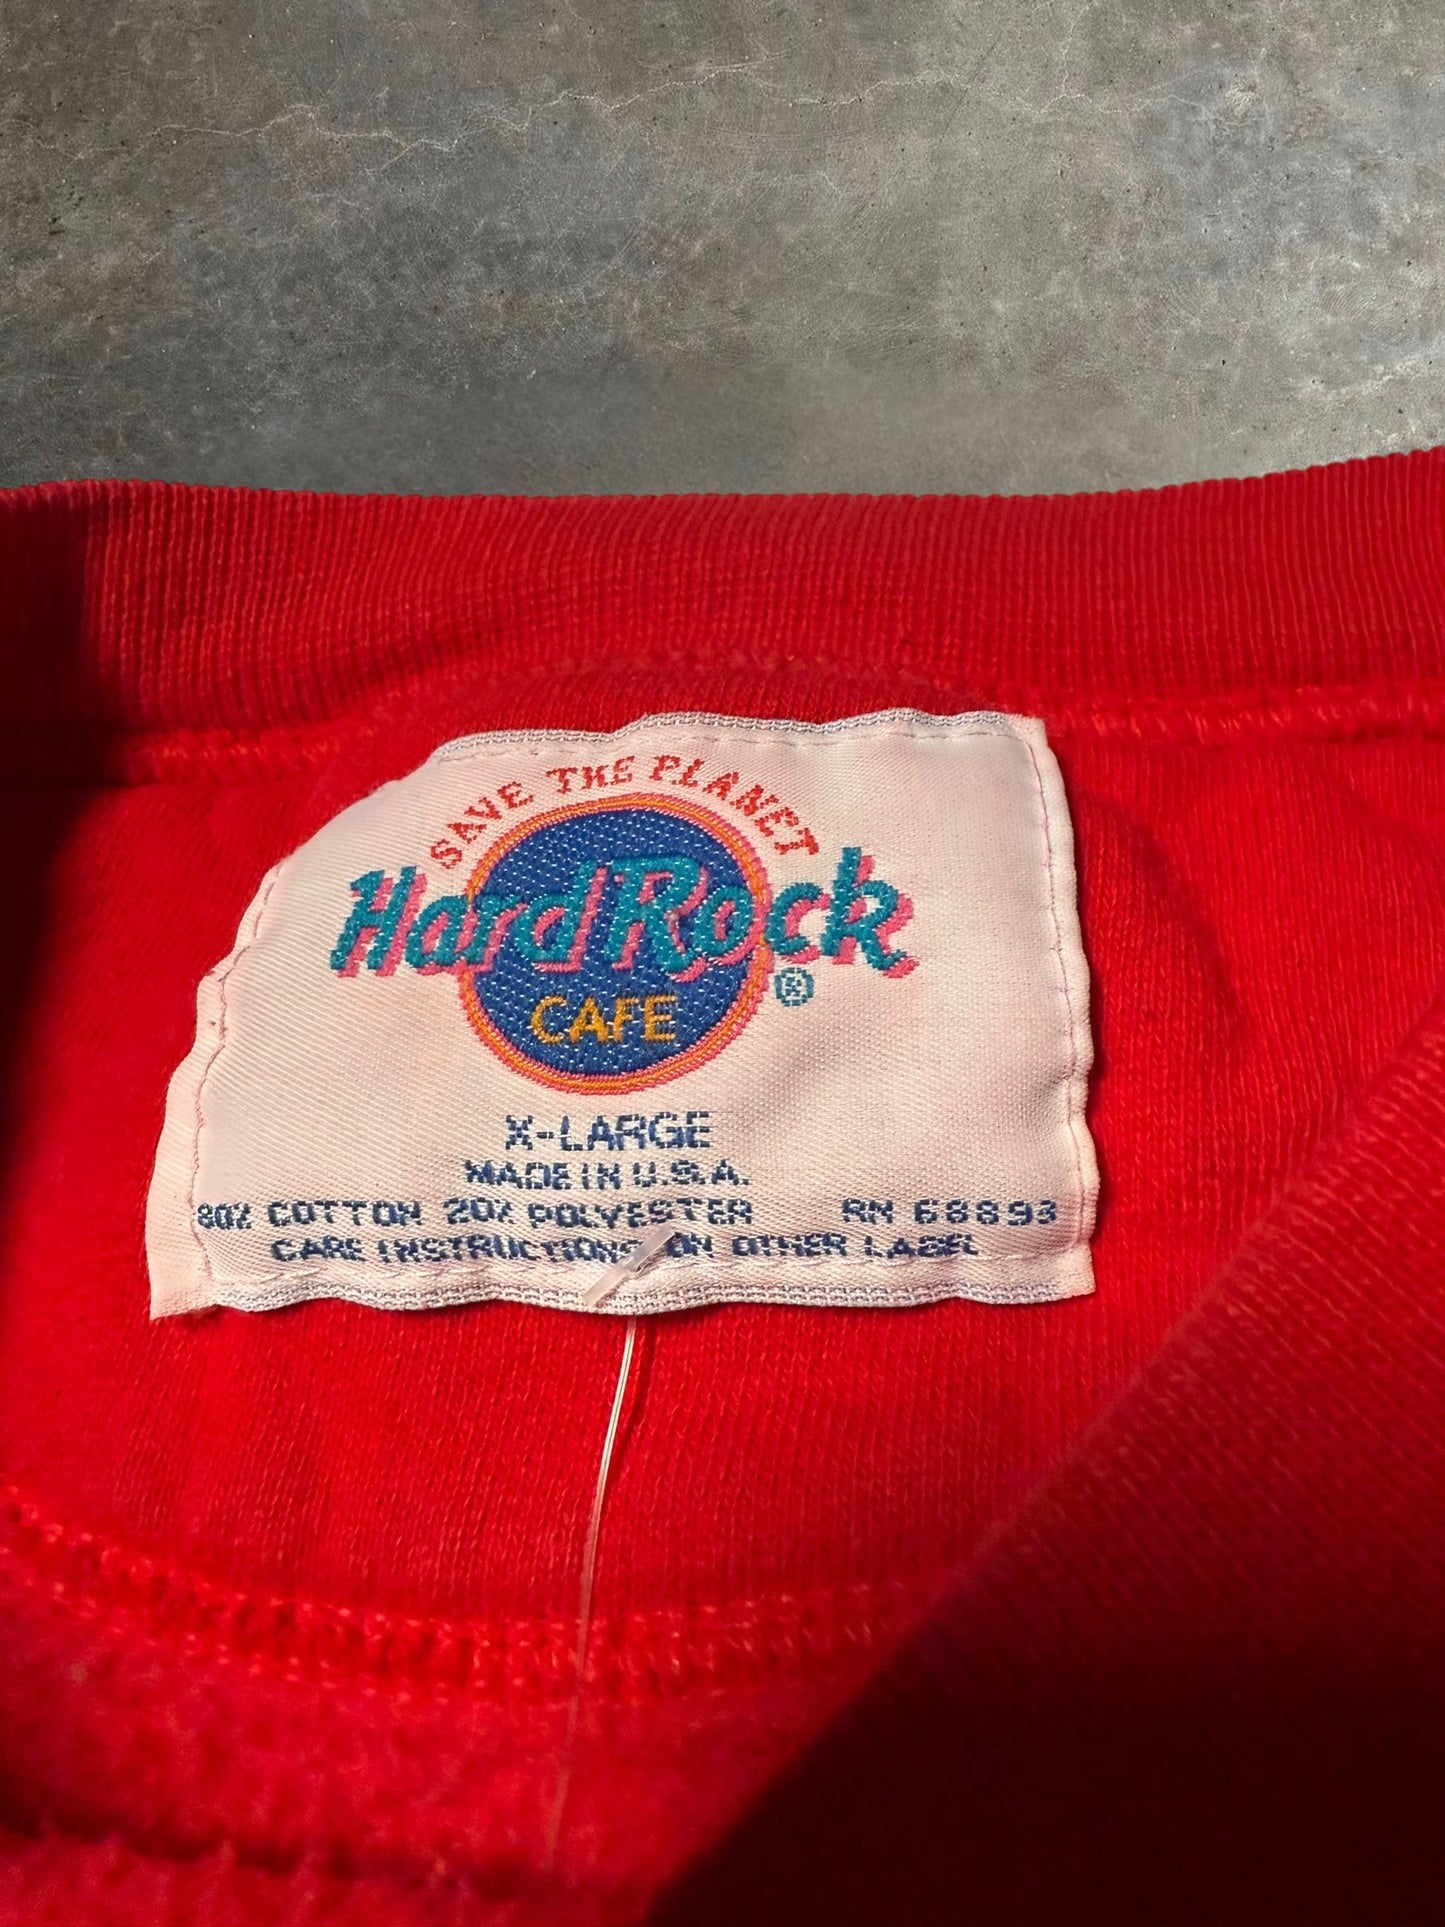 SAVE THE PLANET
Hard Rock ®
CAFE
X-LARGE
MADE IN U.S.A.
80% COTTON 20% POLYESTER RN 68893
CARE INSTRUCTIONS ON OTHER LABEL